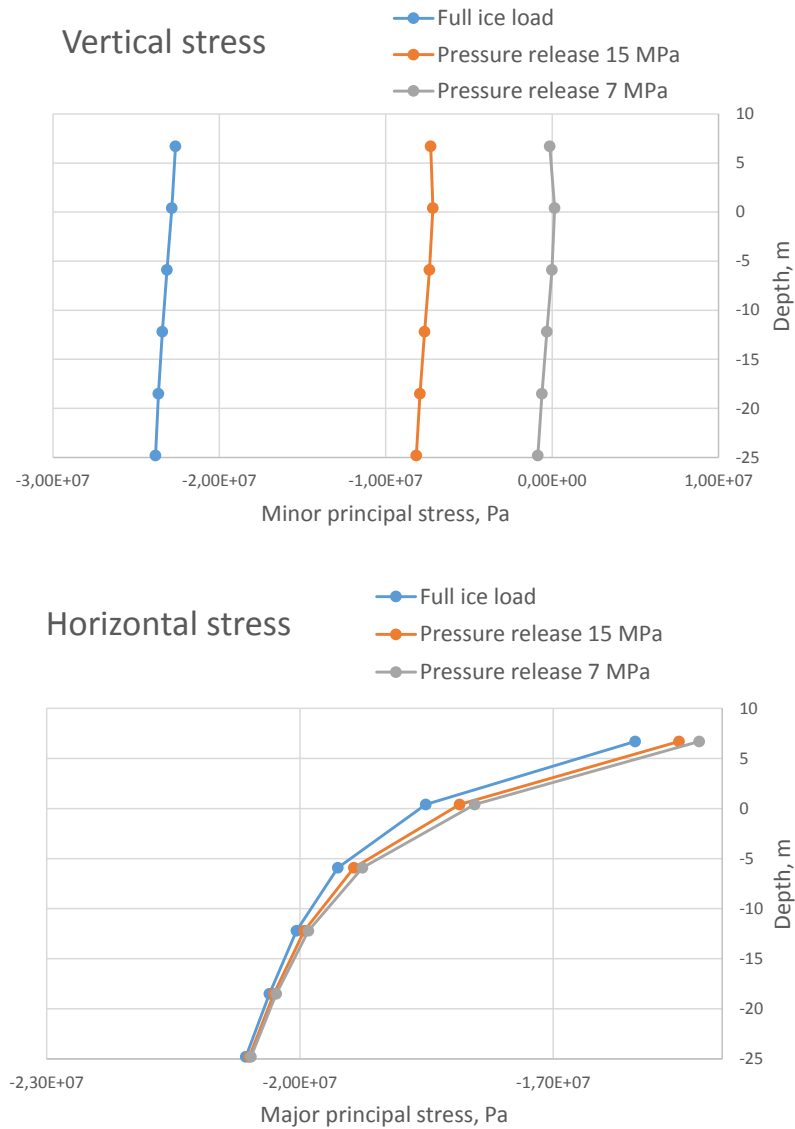 Vertical stress
Full ice load
Pressure release 15 MPa
Pressure release 7 MPa
10
5
0
-5
-10
-15
-20
-25
Depth, m
-3,00E+07 -2,00E+07 -1,00E+07 0,00E+00 1,00E+07
Minor principal stress, Pa
Horizontal stress
Full ice load
Pressure release 15 MPa
Pressure release 7 MPa
10
5
0
-5
-10
-15
-20
-25
Depth, m
-2,30E+07 -2,00E+07 -1,70E+07
Major principal stress, Pa